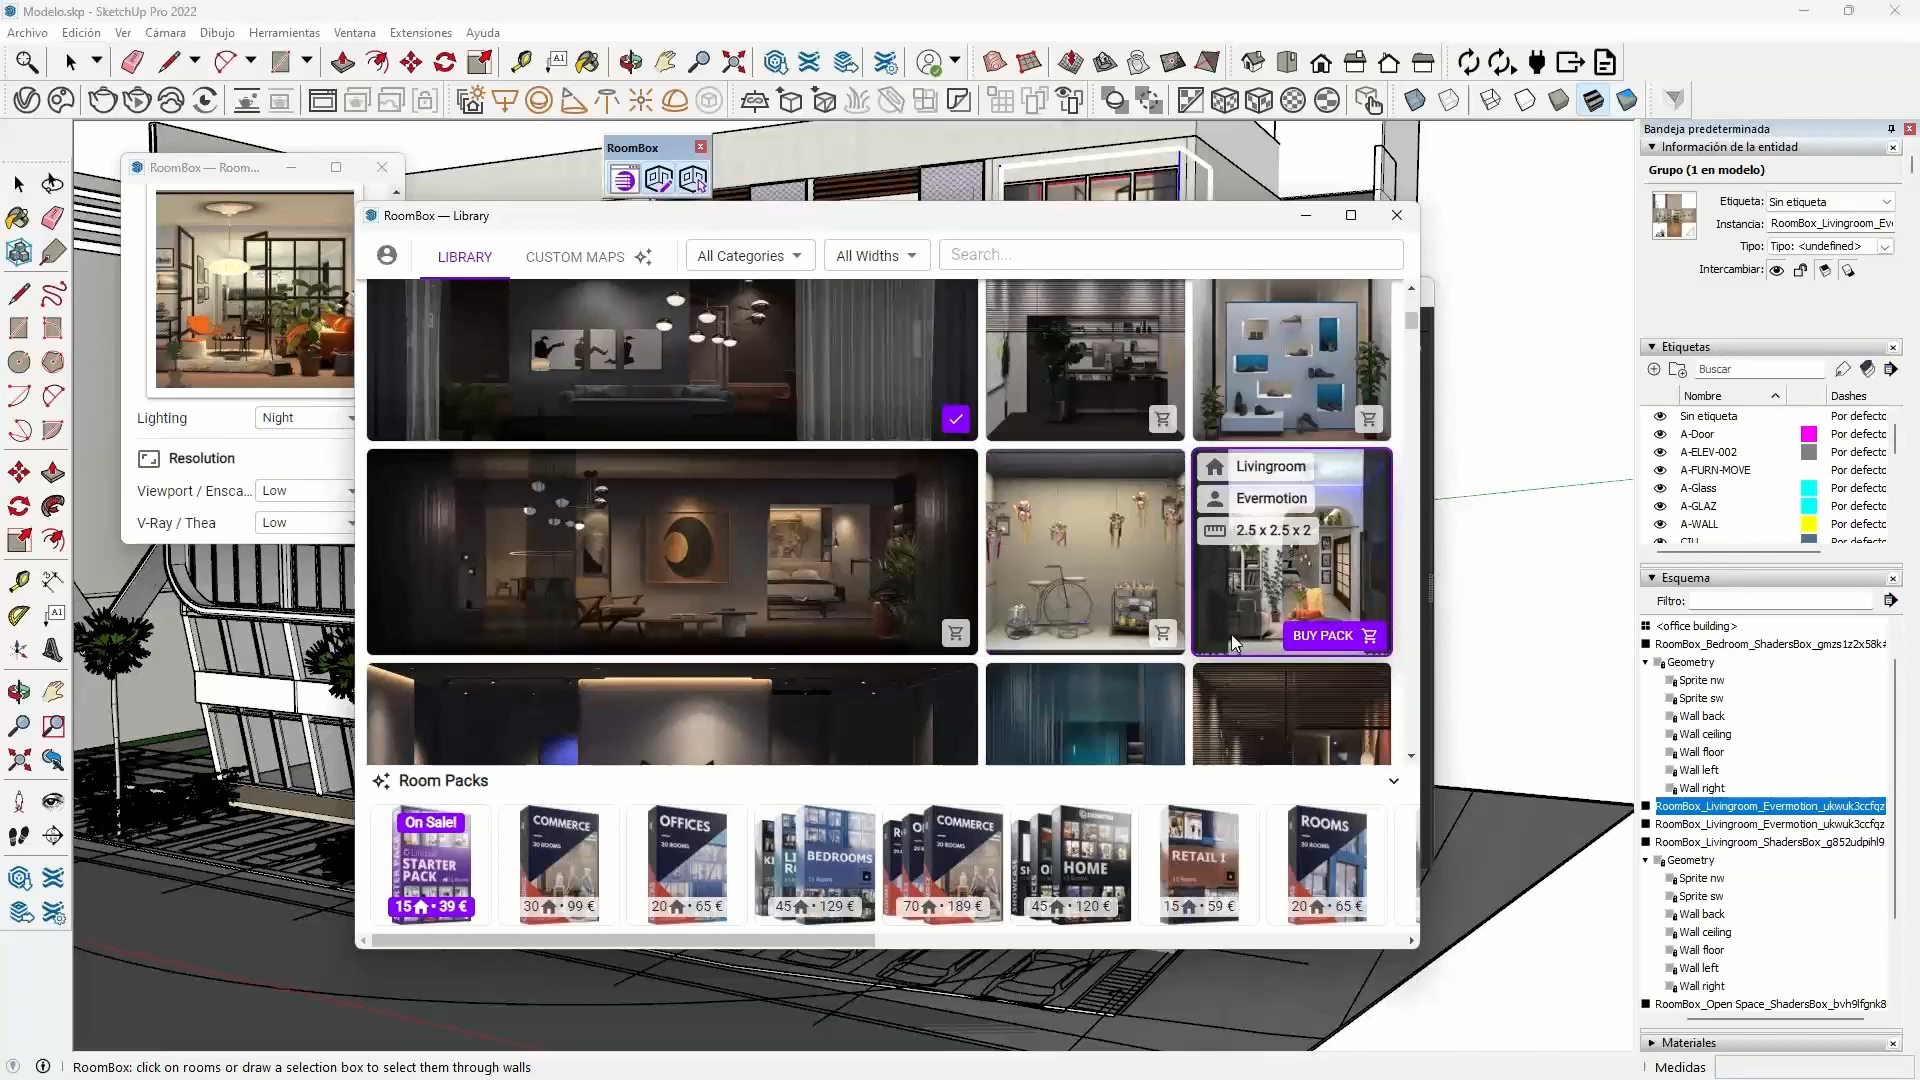 Modelo.skp - SketchUp Pro 2022
Archivo Edición Ver Cámara Dibujo Herramientas Ventana Extensiones Ayuda
RoomBox — Room...
Lighting Night
Resolution
Viewport / Ensca... Low
V-Ray / Thea Low
RoomBox
RoomBox — Library
LIBRARY CUSTOM MAPS All Categories All Widths Search...
Livingroom
Evermotion
2.5 x 2.5 x 2
BUY PACK
Room Packs
On Sale!
STARTER PACK
15 • 39 €
COMMERCE
30 ROOMS
30 • 99 €
OFFICES
20 ROOMS
20 • 65 €
BEDROOMS
45 • 129 €
COMMERCE
30 ROOMS
70 • 189 €
HOME
45 • 120 €
RETAIL I
15 • 59 €
ROOMS
20 ROOMS
20 • 65 €
Bandeja predeterminada
Información de la entidad
Grupo (1 en modelo)
Etiqueta: Sin etiqueta
Instancia: RoomBox_Livingroom_Ev
Tipo: Tipo: <undefined>
Intercambiar:
Etiquetas
Buscar
Nombre Dashes
Sin etiqueta Por defecto
A-Door Por defecto
A-ELEV-002 Por defecto
A-FURN-MOVE Por defecto
A-Glass Por defecto
A-GLAZ Por defecto
A-WALL Por defecto
Esquema
Filtro:
<office building>
RoomBox_Bedroom_ShadersBox_gmzs1z2x58k
Geometry
Sprite nw
Sprite sw
Wall back
Wall ceiling
Wall floor
Wall left
Wall right
RoomBox_Livingroom_Evermotion_ukwuk3ccfqz
RoomBox_Livingroom_Evermotion_ukwuk3ccfqz
RoomBox_Livingroom_ShadersBox_g852udpihl9
Geometry
Sprite nw
Sprite sw
Wall back
Wall ceiling
Wall floor
Wall left
Wall right
RoomBox_Open Space_ShadersBox_bvh9lfgnk8
Materiales
RoomBox: click on rooms or draw a selection box to select them through walls
Medidas